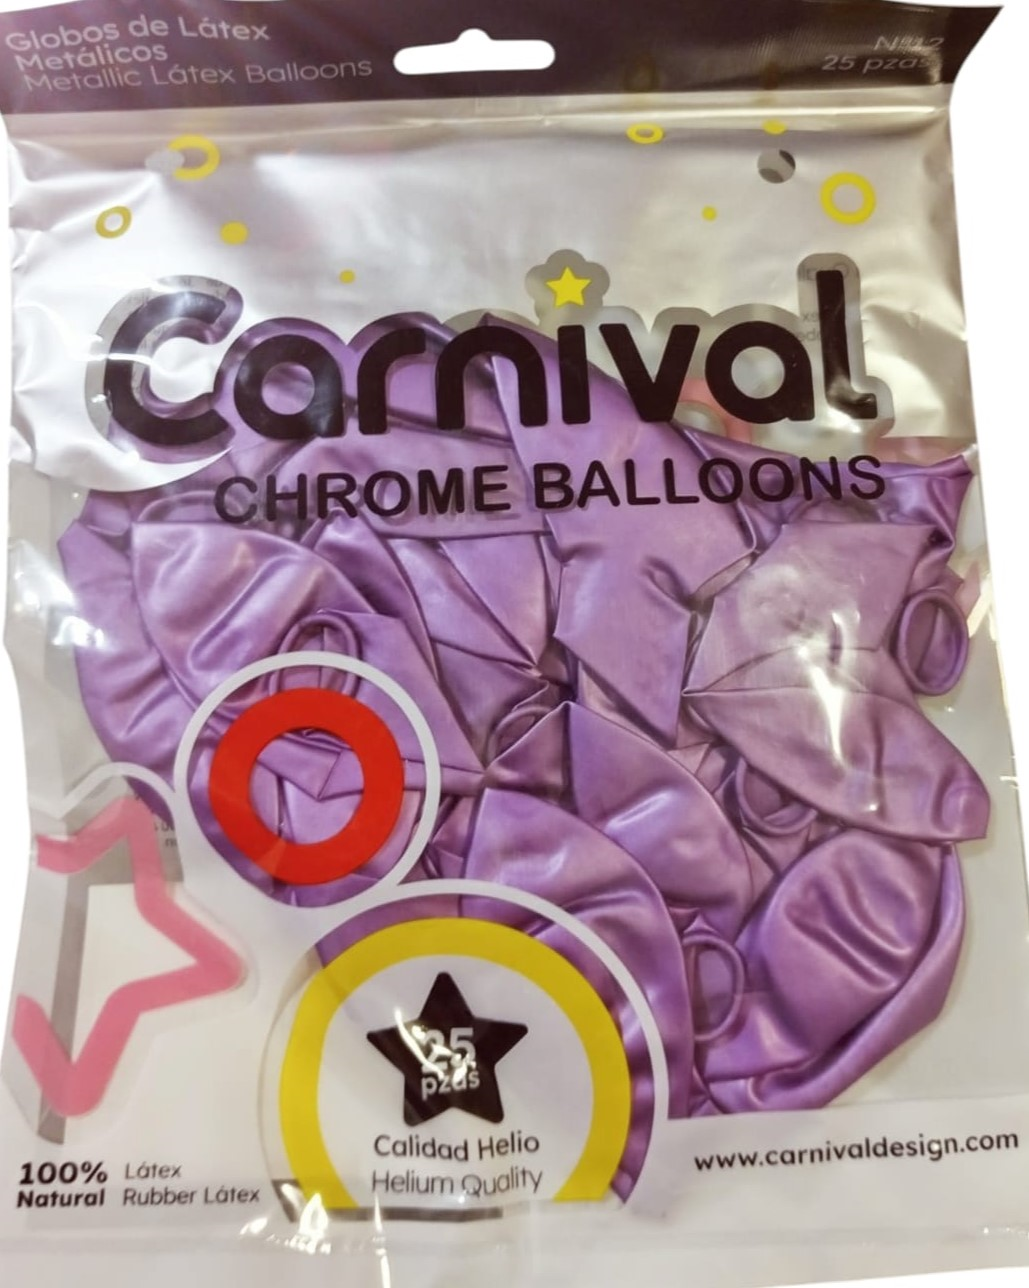 Globos de Látex
Metálicos
Metallic Látex Balloons
Nº12
25 pzas
Carnival
CHROME BALLOONS
25
pzas
Calidad Helio
Helium Quality
100% Látex
Natural Rubber Látex
www.carnivaldesign.com